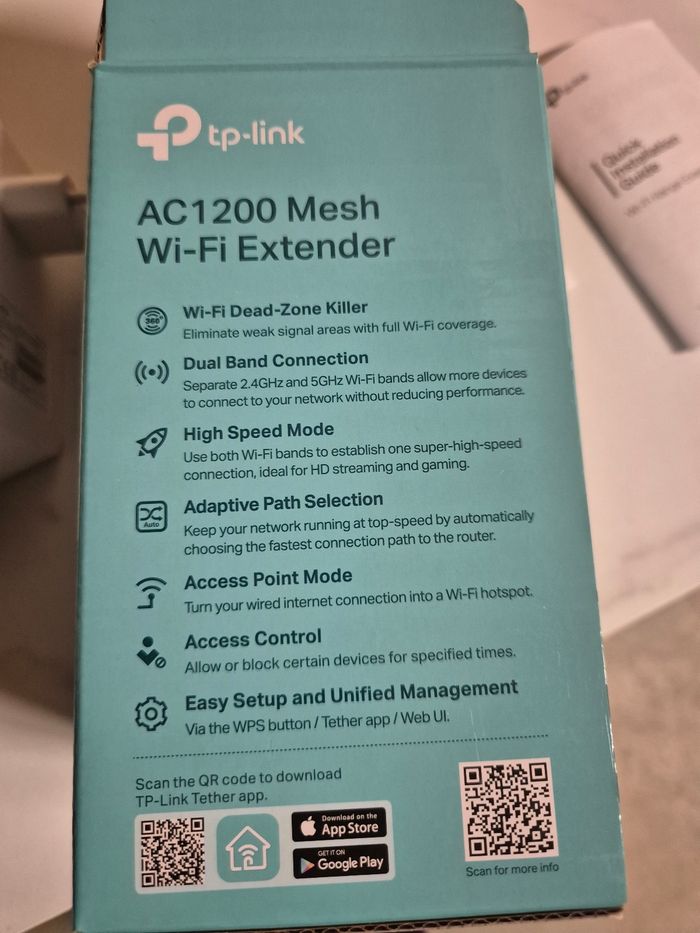 tp-link
AC1200 Mesh
Wi-Fi Extender
360°
Wi-Fi Dead-Zone Killer
Eliminate weak signal areas with full Wi-Fi coverage.
Dual Band Connection
Separate 2.4GHz and 5GHz Wi-Fi bands allow more devices
to connect to your network without reducing performance.
High Speed Mode
Use both Wi-Fi bands to establish one super-high-speed
connection, ideal for HD streaming and gaming.
Auto
Adaptive Path Selection
Keep your network running at top-speed by automatically
choosing the fastest connection path to the router.
Access Point Mode
Turn your wired internet connection into a Wi-Fi hotspot.
Access Control
Allow or block certain devices for specified times.
Easy Setup and Unified Management
Via the WPS button / Tether app / Web UI.
Scan the QR code to download
TP-Link Tether app.
Download on the
App Store
GET IT ON
Google Play
Scan for more info
tp-link
Quick
Installation
Guide